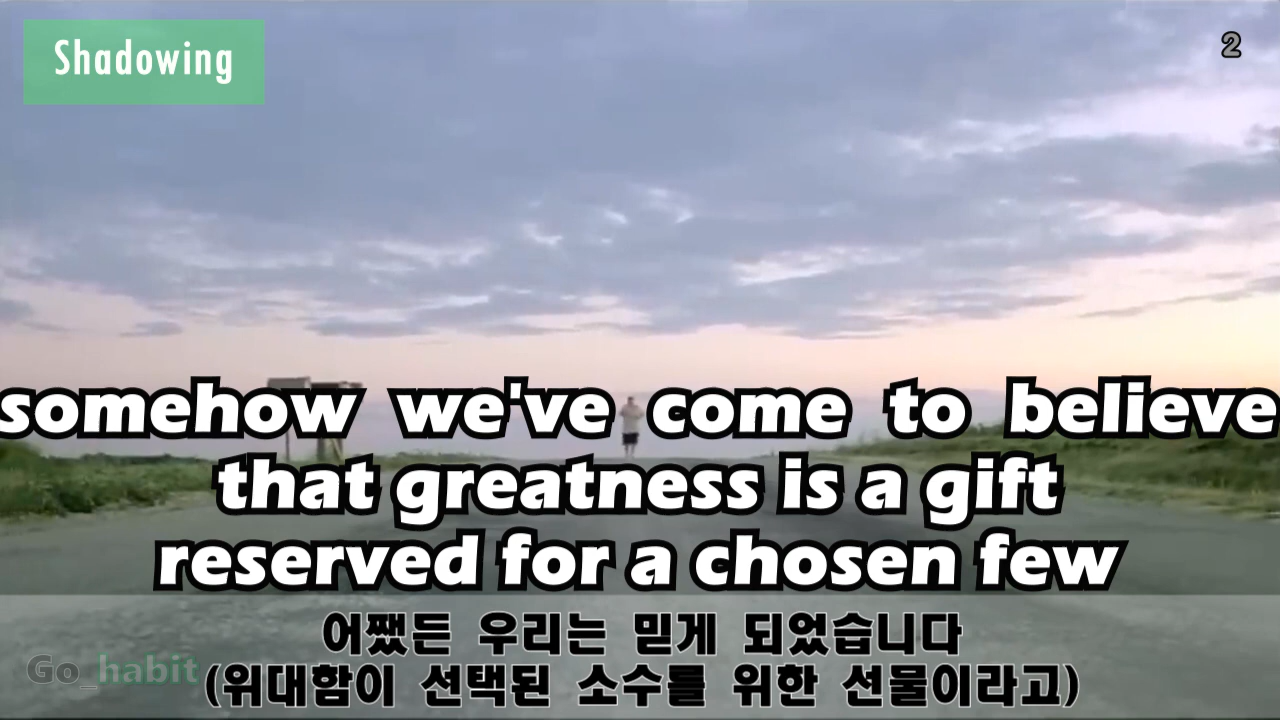 Shadowing
2
somehow we've come to believe
that greatness is a gift
reserved for a chosen few
어쨌든 우리는 믿게 되었습니다
(위대함이 선택된 소수를 위한 선물이라고)
Go_habit